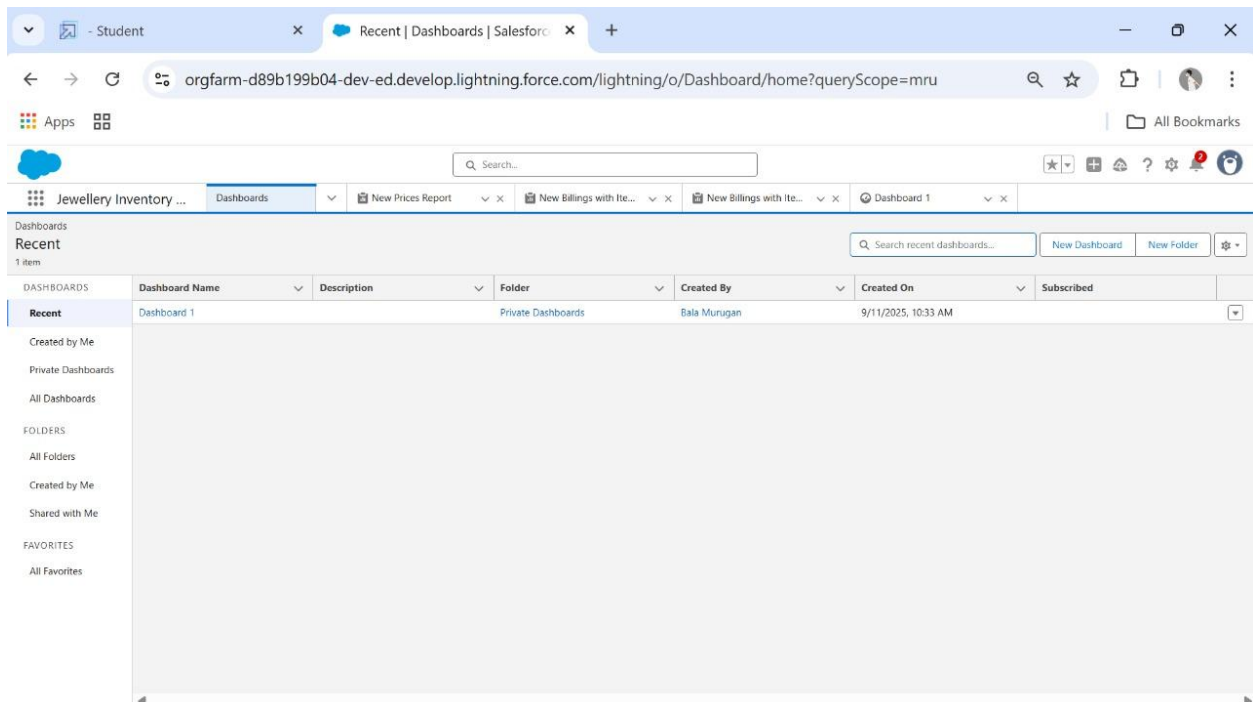 - Student
Recent | Dashboards | Salesforc
orgfarm-d89b199b04-dev-ed.develop.lightning.force.com/lightning/o/Dashboard/home?queryScope=mru
Apps
All Bookmarks
Search...
2
Jewellery Inventory ...
Dashboards
New Prices Report
New Billings with Ite...
New Billings with Ite...
Dashboard 1
Dashboards
Recent
1 item
Search recent dashboards...
New Dashboard
New Folder
DASHBOARDS
Dashboard Name
Description
Folder
Created By
Created On
Subscribed
Recent
Dashboard 1
Private Dashboards
Bala Murugan
9/11/2025, 10:33 AM
Created by Me
Private Dashboards
All Dashboards
FOLDERS
All Folders
Created by Me
Shared with Me
FAVORITES
All Favorites